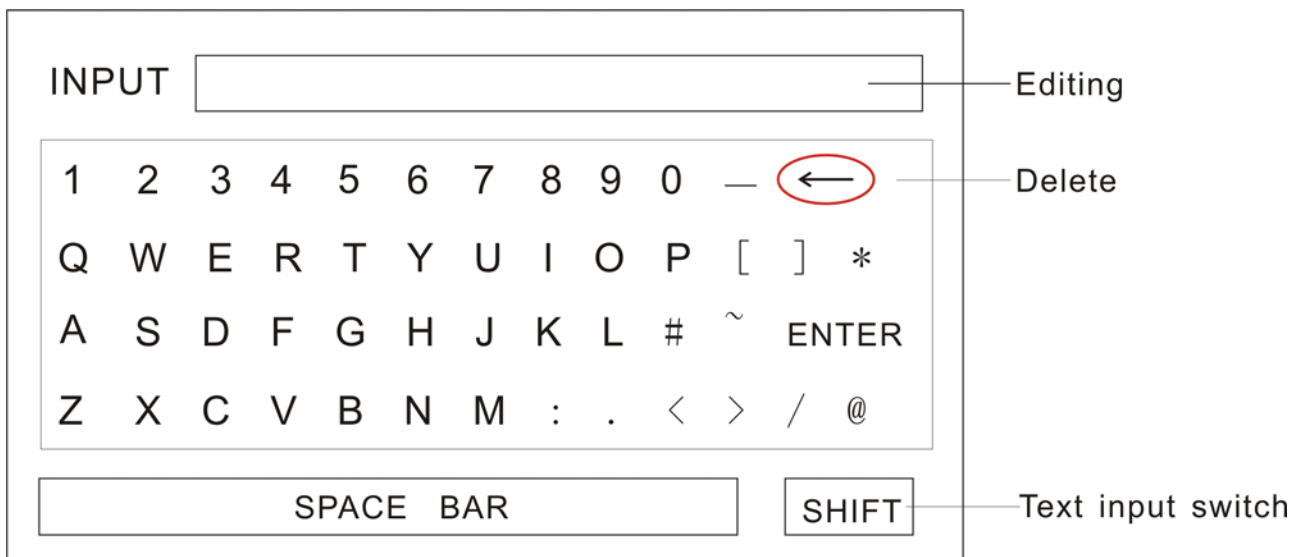 INPUT Editing
1 2 3 4 5 6 7 8 9 0 — ← Delete
Q W E R T Y U I O P [ ] *
A S D F G H J K L # ~ ENTER
Z X C V B N M : . < > / @
SPACE BAR SHIFT Text input switch